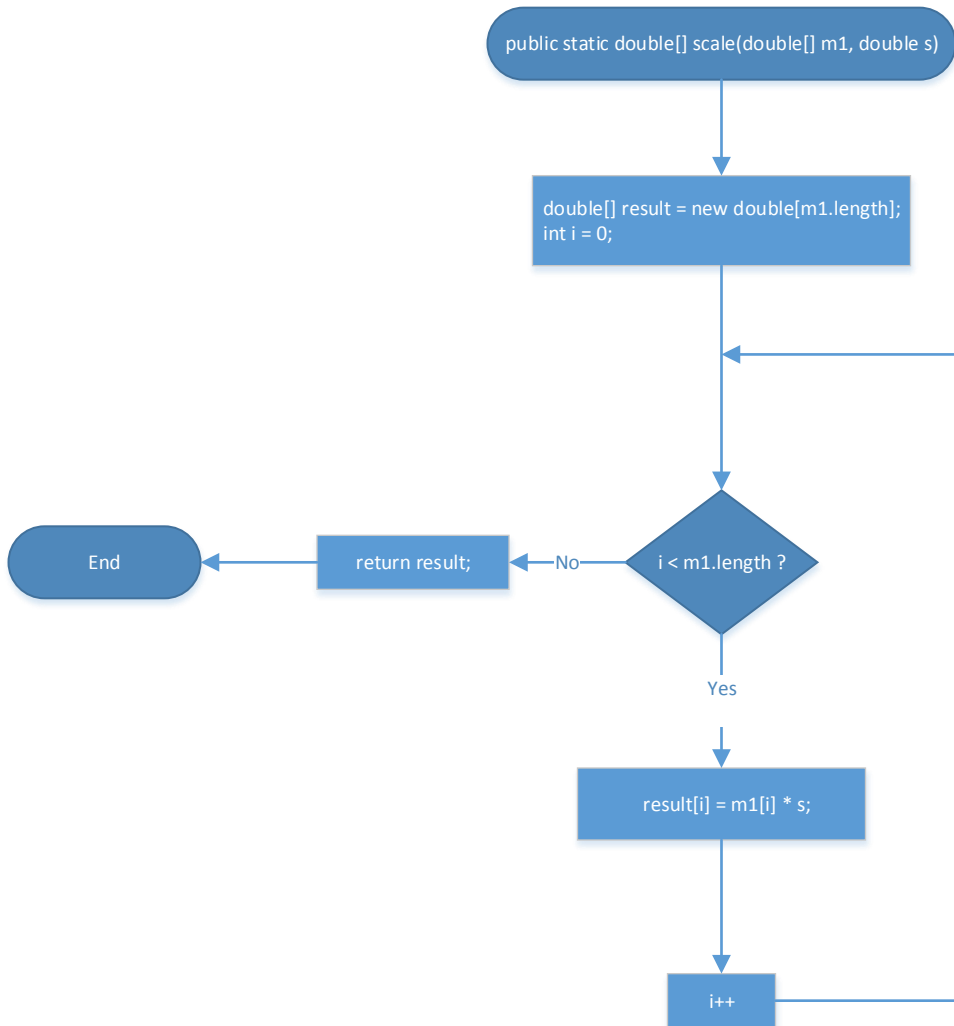 public static double[] scale(double[] m1, double s)
double[] result = new double[m1.length];
int i = 0;
End
return result;
No
i < m1.length ?
Yes
result[i] = m1[i] * s;
i++